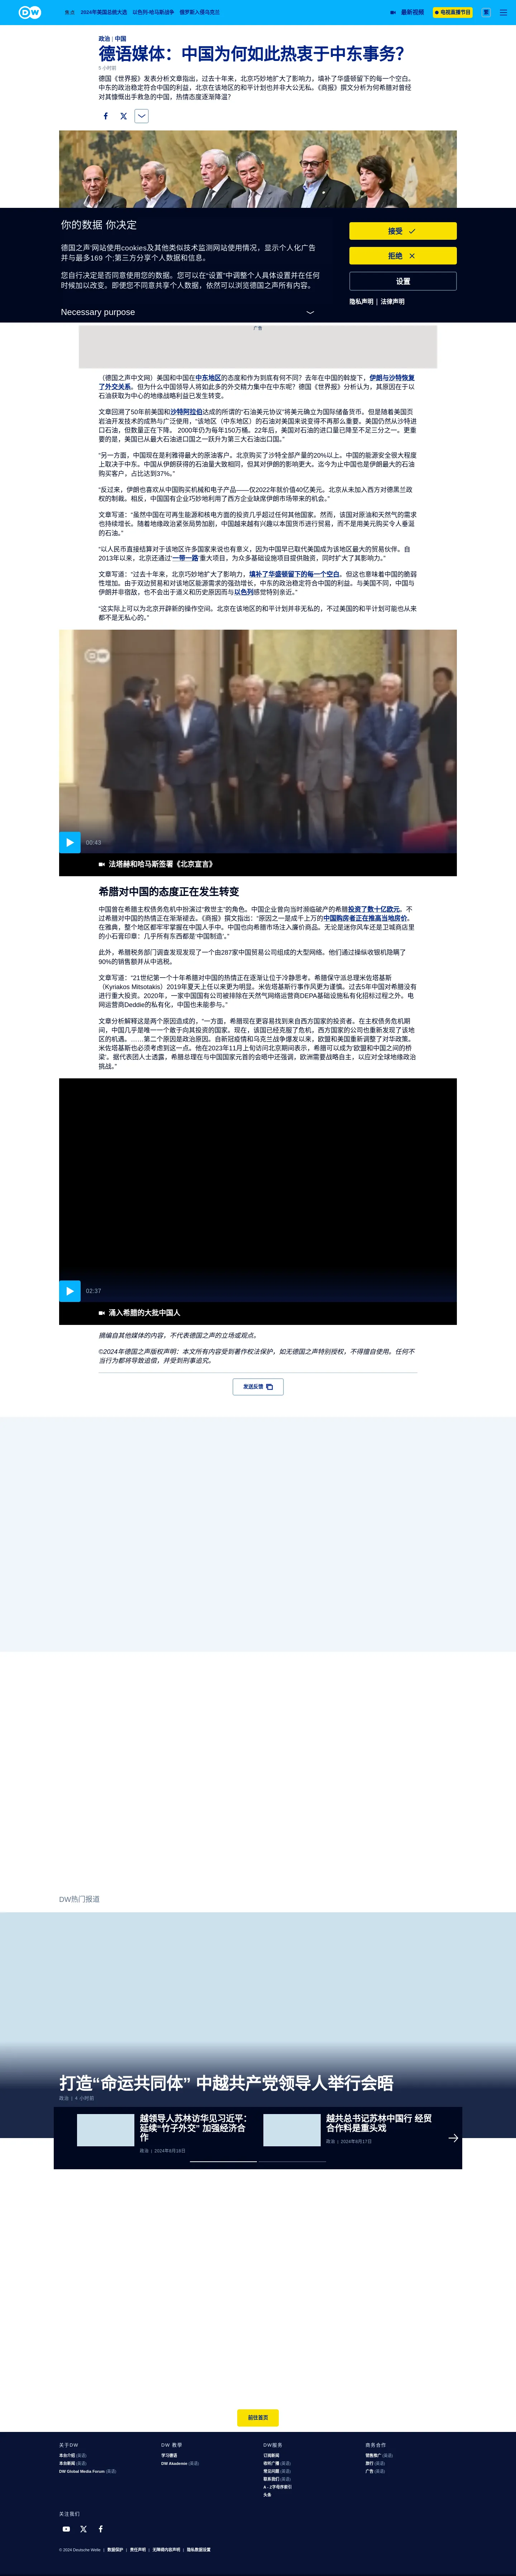 DW
焦点
2024年美国总统大选
以色列-哈马斯战争
俄罗斯入侵乌克兰
最新视频
电视直播节目
繁
政治 | 中国
德语媒体：中国为何如此热衷于中东事务？
5 小时前
德国《世界报》发表分析文章指出，过去十年来，北京巧妙地扩大了影响力，填补了华盛顿留下的每一个空白。
中东的政治稳定符合中国的利益，北京在该地区的和平计划也并非大公无私。《商报》撰文分析为何希腊对曾经
对其慷慨出手救急的中国，热情态度逐渐降温?
你的数据 你决定
德国之声’网站使用cookies及其他类似技术监测网站使用情况，显示个人化广告
并与最多169 个;第三方分享个人数据和信息。
您自行决定是否同意使用您的数据。您可以在“设置”中调整个人具体设置并在任何
时候加以改变。即便您不同意共享个人数据，依然可以浏览德国之声所有内容。
Necessary purpose
接受
拒绝
设置
隐私声明 | 法律声明
广告
（德国之声中文网）美国和中国在中东地区的态度和作为到底有何不同？去年在中国的斡旋下，伊朗与沙特恢复
了外交关系。但为什么中国领导人将如此多的外交精力集中在中东呢？德国《世界报》分析认为，其原因在于以
石油获取为中心的地缘战略利益已发生转变。
文章回溯了50年前美国和沙特阿拉伯达成的所谓的“石油美元协议”将美元确立为国际储备货币。但是随着美国页
岩油开发技术的成熟与广泛使用，“该地区（中东地区）的石油对美国来说变得不再那么重要。美国仍然从沙特进
口石油，但数量正在下降。 2000年仍为每年15亿万桶。在22年后，美国对石油的进口量已降至不足三分之一。更重
要的是，美国已从最大石油进口国之一跃升为第三大石油出口国。”
“另一方面，中国现在是利雅得最大的原油客户。北京购买了沙特全部产量的20%以上。中国的能源安全很大程度
上取决于中东。中国从伊朗获得的石油量大致相同，但其对伊朗的影响更大。迄今为止中国也是伊朗最大的石油
购买客户，占比达到37%。”
“反过来，伊朗也喜欢从中国购买机械和电子产品——仅2022年就价值40亿美元。北京从未加入西方对德黑兰政
权的制裁。相反，中国国有企业巧妙地利用了西方企业缺席伊朗市场带来的机会。”
文章写道：“虽然中国在可再生能源和核电方面的投资几乎超过任何其他国家。然而，该国对原油和天然气的需求
也持续增长。随着地缘政治紧张局势加剧，中国越来越有兴趣以本国货币进行贸易，而不是用美元购买令人垂涎
的石油。”
“以人民币直接结算对于该地区许多国家来说也有意义，因为中国早已取代美国成为该地区最大的贸易伙伴。自
2013年以来，北京还通过‘一带一路’重大项目，为众多基础设施项目提供融资，同时扩大了其影响力。”
文章写道：“过去十年来，北京巧妙地扩大了影响力，填补了华盛顿留下的每一个空白。但这也意味着中国的脆弱
性增加。由于双边贸易和对该地区能源需求的强劲增长，中东的政治稳定符合中国的利益。与美国不同，中国与
伊朗并非宿敌，也不会出于道义和历史原因而与以色列感觉特别亲近。”
“这实际上可以为北京开辟新的操作空间。北京在该地区的和平计划并非无私的，不过美国的和平计划可能也从来
都不是无私心的。”
DW
00:43
法塔赫和哈马斯签署《北京宣言》
希腊对中国的态度正在发生转变
中国曾在希腊主权债务危机中扮演过“救世主”的角色。中国企业曾向当时濒临破产的希腊投资了数十亿欧元。不
过希腊对中国的热情正在渐渐褪去。《商报》撰文指出：“原因之一是成千上万的中国购房者正在推高当地房价。
在雅典，整个地区都牢牢掌握在中国人手中。中国也向希腊市场注入廉价商品。无论是迷你风车还是卫城商店里
的小石膏印章：几乎所有东西都是‘中国制造’。”
此外，希腊税务部门调查发现发现了一个由287家中国贸易公司组成的大型网络。他们通过操纵收银机隐瞒了
90%的销售额并从中逃税。
文章写道：“21世纪第一个十年希腊对中国的热情正在逐渐让位于冷静思考。希腊保守派总理米佐塔基斯
（Kyriakos Mitsotakis）2019年夏天上任以来更为明显。米佐塔基斯行事作风更为谨慎。过去5年中国对希腊没有
进行重大投资。2020年，一家中国国有公司被排除在天然气网络运营商DEPA基础设施私有化招标过程之外。电
网运营商Deddie的私有化，中国也未能参与。”
文章分析解释这是两个原因造成的，“一方面，希腊现在更容易找到来自西方国家的投资者。在主权债务危机期
间，中国几乎是唯一一个敢于向其投资的国家。现在，该国已经克服了危机，西方国家的公司也重新发现了该地
区的机遇。……第二个原因是政治原因。自新冠疫情和乌克兰战争爆发以来，欧盟和美国重新调整了对华政策。
米佐塔基斯也必须考虑到这一点。他在2023年11月上旬访问北京期间表示，希腊可以成为‘欧盟和中国之间的桥
梁’。据代表团人士透露，希腊总理在与中国国家元首的会晤中还强调，欧洲需要战略自主，以应对全球地缘政治
挑战。”
02:37
涌入希腊的大批中国人
摘编自其他媒体的内容，不代表德国之声的立场或观点。
©2024年德国之声版权声明：本文所有内容受到著作权法保护，如无德国之声特别授权，不得擅自使用。任何不
当行为都将导致追偿，并受到刑事追究。
发送反馈
DW热门报道
打造“命运共同体” 中越共产党领导人举行会晤
政治 | 4 小时前
越领导人苏林访华见习近平：
延续“竹子外交” 加强经济合
作
政治 | 2024年8月18日
越共总书记苏林中国行 经贸
合作料是重头戏
政治 | 2024年8月17日
前往首页
关于DW
本台介绍 (英语)
本台新闻 (英语)
DW Global Media Forum (英语)
DW 教学
学习德语
DW Akademie (英语)
DW服务
订阅新闻
收听广播 (英语)
常见问题 (英语)
联系我们 (英语)
A - Z字母序索引
头条
商务合作
销售推广 (英语)
旅行 (英语)
广告 (英语)
关注我们
© 2024 Deutsche Welle | 数据保护 | 责任声明 | 无障碍内容声明 | 隐私数据设置